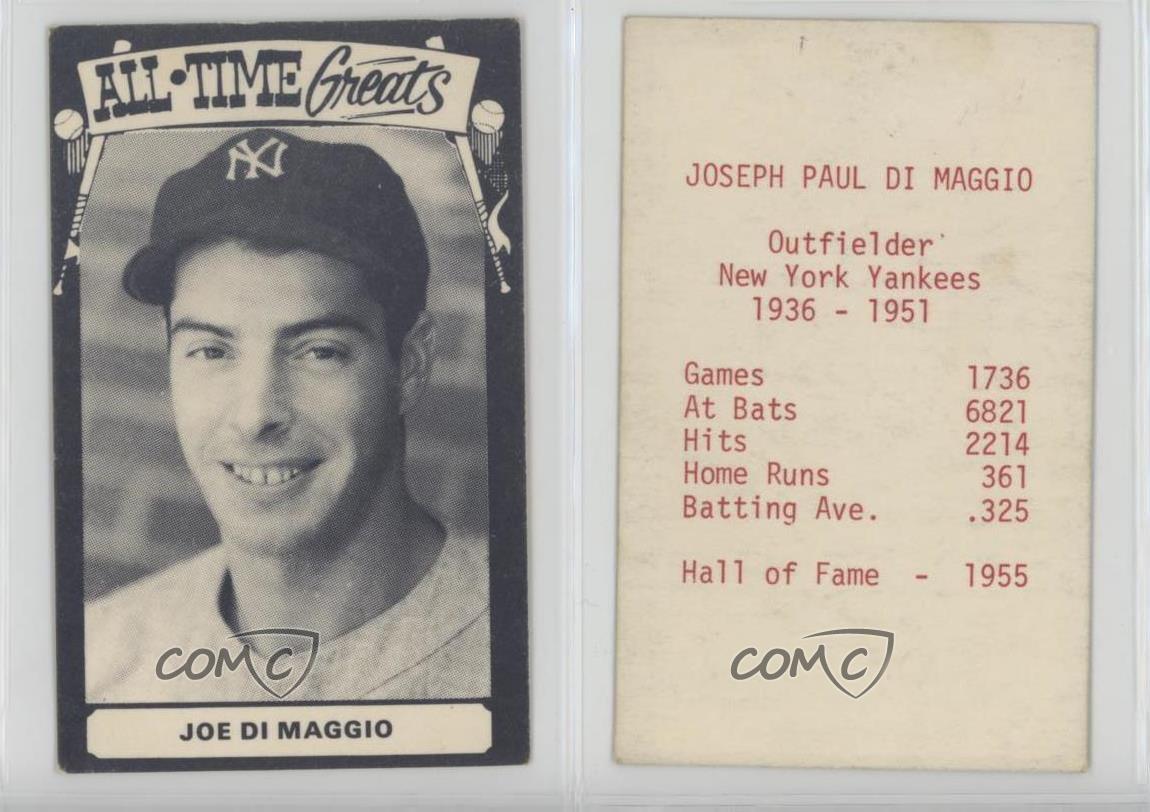 ALL·TIME Greats
NY
JOE DI MAGGIO
COMC
JOSEPH PAUL DI MAGGIO
Outfielder
New York Yankees
1936 - 1951
Games 1736
At Bats 6821
Hits 2214
Home Runs 361
Batting Ave. .325
Hall of Fame - 1955
COMC